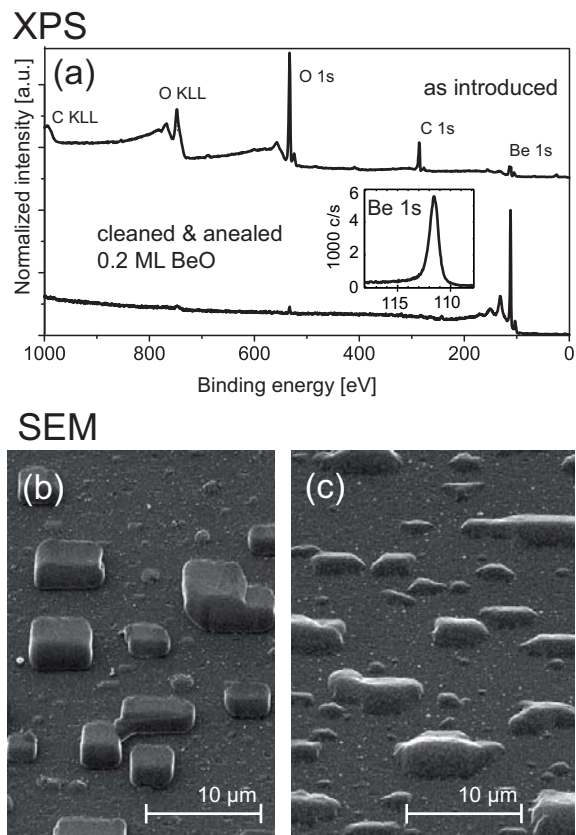 XPS
(a)
as introduced
C KLL
O KLL
O 1s
C 1s
Be 1s
Normalized intensity [a.u.]
cleaned & anealed
0.2 ML BeO
Be 1s
1000 c/s
6
4
2
0
115
110
1000
800
600
400
200
0
Binding energy [eV]
SEM
(b)
(c)
10 µm
10 µm